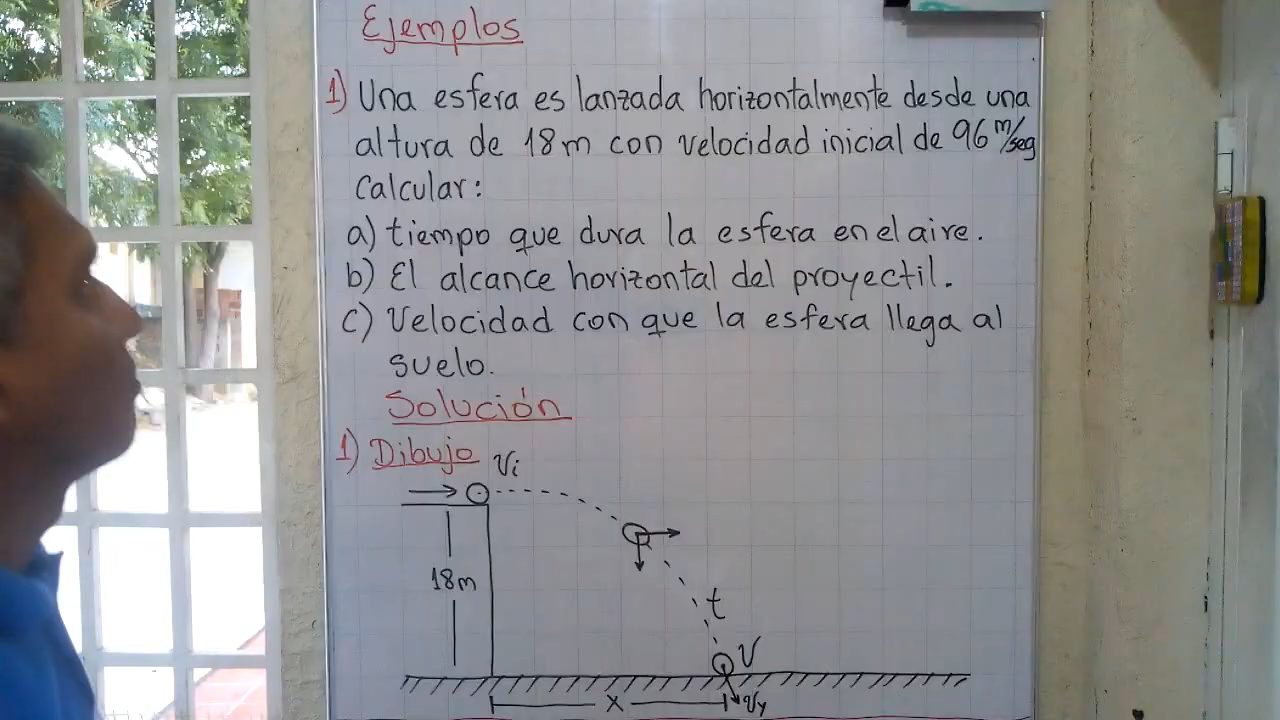 Ejemplos
1) Una esfera es lanzada horizontalmente desde una
altura de 18m con velocidad inicial de 96 m/seg
calcular:
a) tiempo que dura la esfera en el aire.
b) El alcance horizontal del proyectil.
c) Velocidad con que la esfera llega al
suelo.
Solución
1) Dibujo
Vi
18m
t
V
x
Vy